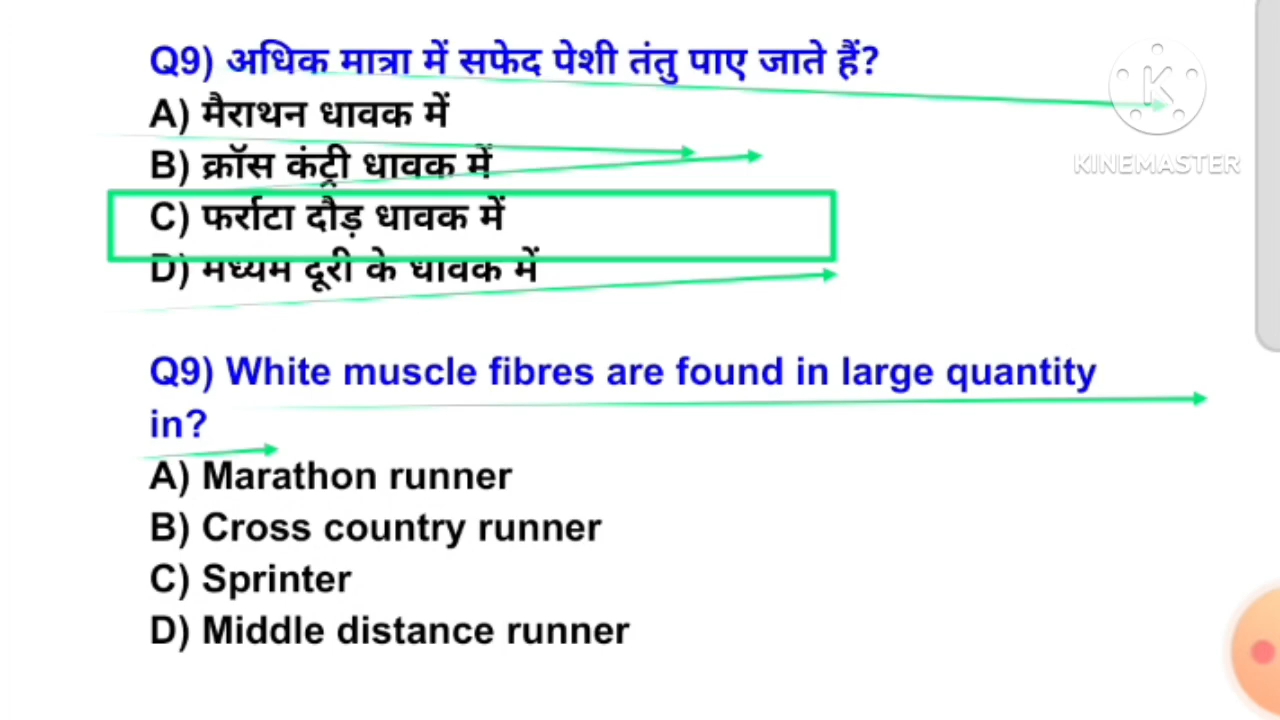 Q9) अधिक मात्रा में सफेद पेशी तंतु पाए जाते हैं?
A) मैराथन धावक में
B) क्रॉस कंट्री धावक में
C) फर्राटा दौड़ धावक में
D) मध्यम दूरी के धावक में
K
KINEMASTER
Q9) White muscle fibres are found in large quantity
in?
A) Marathon runner
B) Cross country runner
C) Sprinter
D) Middle distance runner